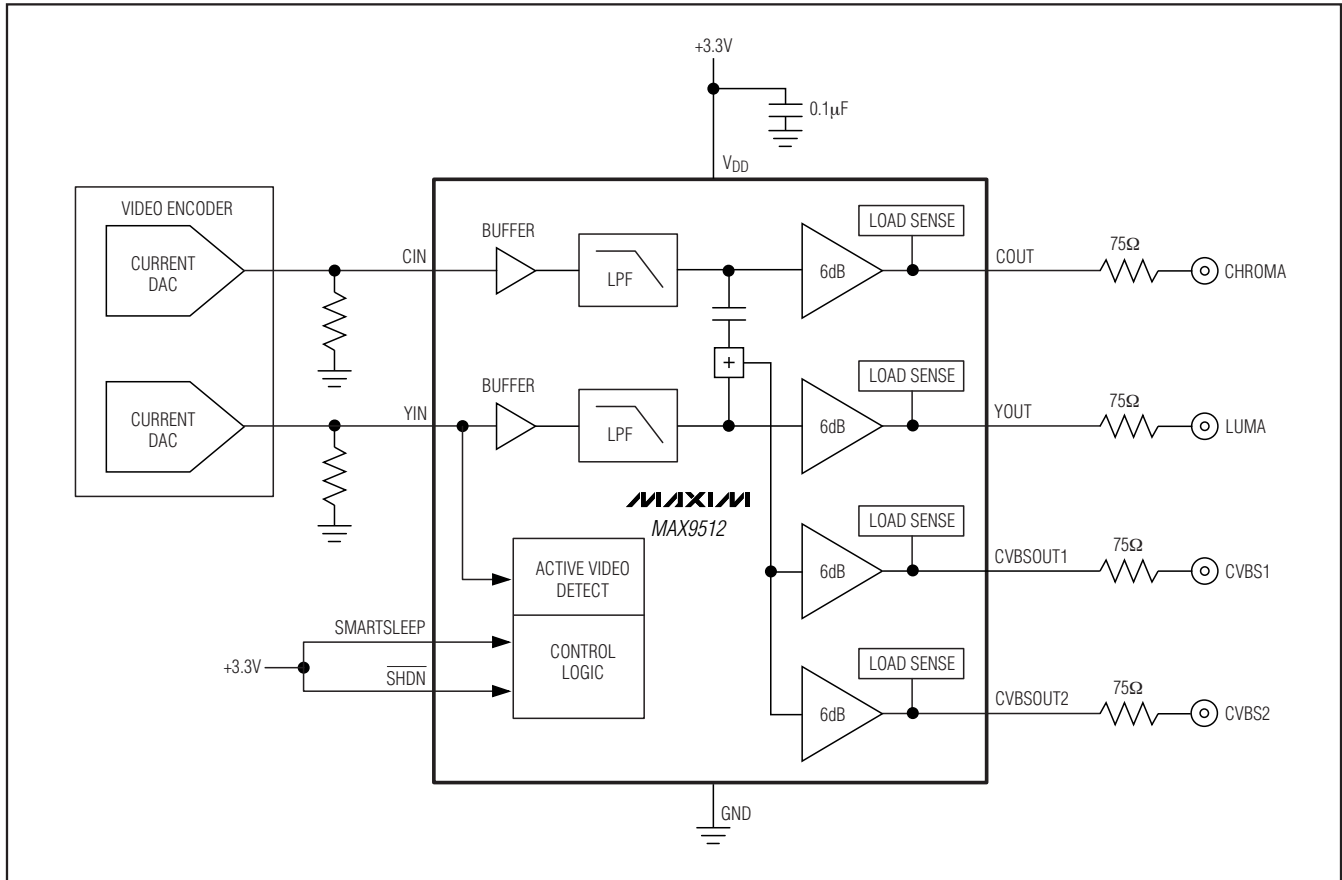 +3.3V
0.1µF
VDD
VIDEO ENCODER
CURRENT
DAC
CIN
BUFFER
LPF
6dB
LOAD SENSE
COUT
75Ω
CHROMA
+
CURRENT
DAC
YIN
BUFFER
LPF
6dB
LOAD SENSE
YOUT
75Ω
LUMA
MAXIM
MAX9512
ACTIVE VIDEO
DETECT
CONTROL
LOGIC
SMARTSLEEP
+3.3V
SHDN
6dB
LOAD SENSE
CVBSOUT1
75Ω
CVBS1
6dB
LOAD SENSE
CVBSOUT2
75Ω
CVBS2
GND